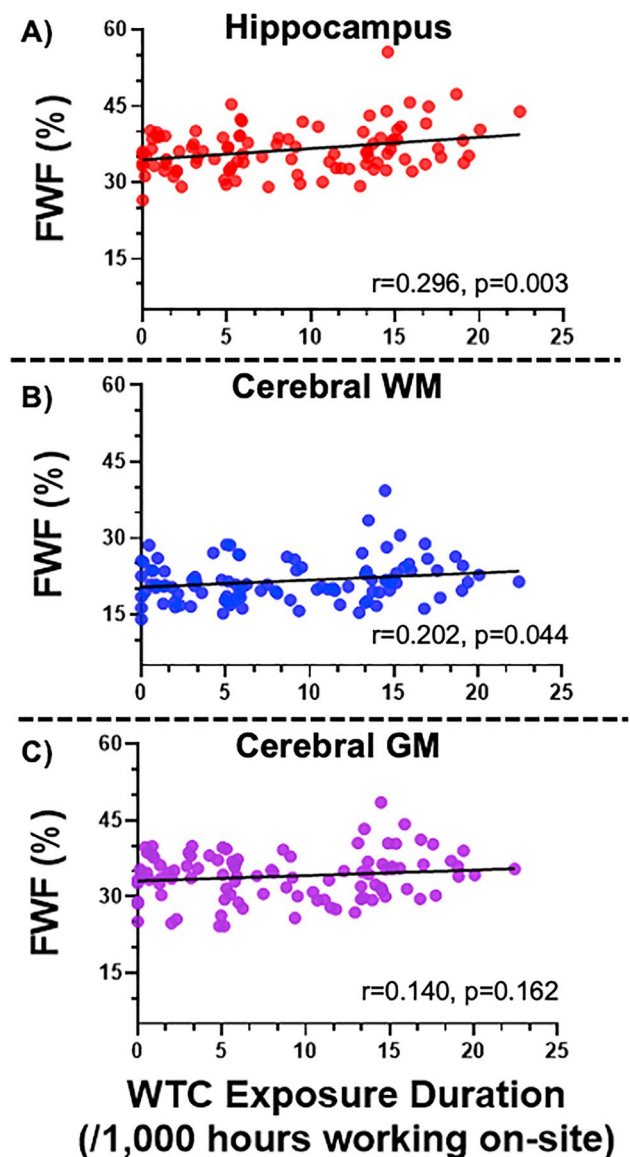 A)
Hippocampus
FWF (%)
60
45
30
15
0 5 10 15 20 25
r=0.296, p=0.003
B)
Cerebral WM
FWF (%)
60
45
30
15
0 5 10 15 20 25
r=0.202, p=0.044
C)
Cerebral GM
FWF (%)
60
45
30
15
0 5 10 15 20 25
r=0.140, p=0.162
WTC Exposure Duration
(/1,000 hours working on-site)